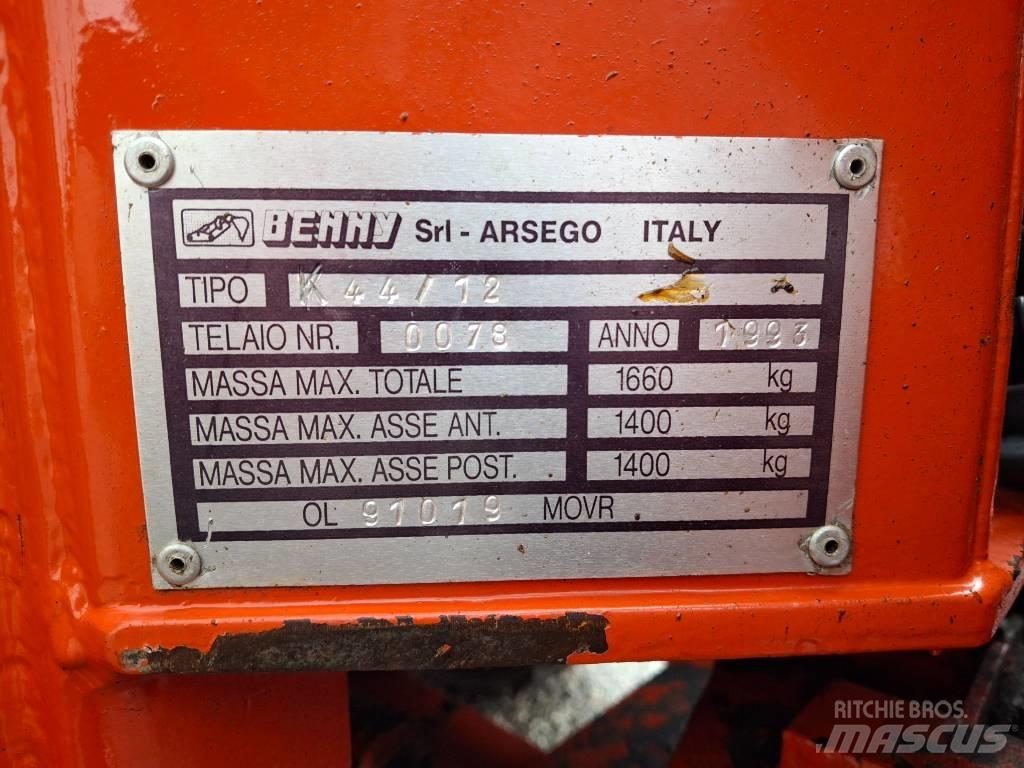 BENNY Srl - ARSEGO ITALY
TIPO K 44/12
TELAIO NR. 0078 ANNO 1993
MASSA MAX. TOTALE 1660 kg
MASSA MAX. ASSE ANT. 1400 kg
MASSA MAX. ASSE POST. 1400 kg
OL 91019 MOVR
RITCHIE BROS.
MASCUS